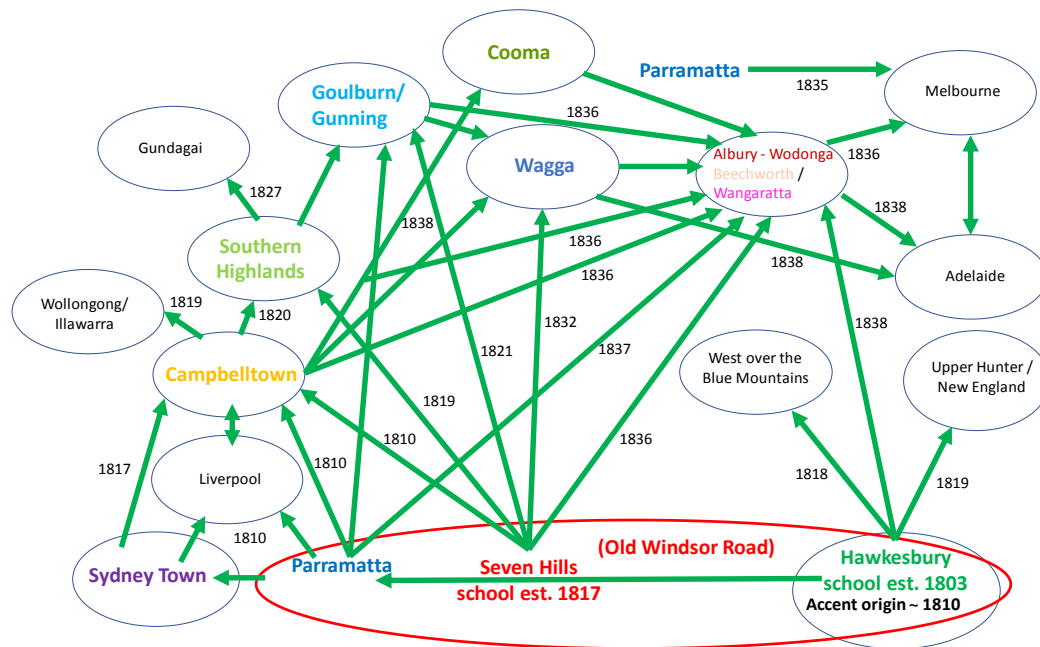 Cooma
Parramatta
1835
Melbourne
Goulburn/
Gunning
1836
Gundagai
Wagga
Albury - Wodonga
Beechworth /
Wangaratta
1836
1827
1838
1838
Southern
Highlands
1836
1838
Adelaide
Wollongong/
Illawarra
1819
1820
1836
1832
1838
Campbelltown
1821
1837
West over the
Blue Mountains
Upper Hunter /
New England
1819
1817
1810
1810
1836
1818
1819
Liverpool
1810
(Old Windsor Road)
Sydney Town
Parramatta
Seven Hills
school est. 1817
Hawkesbury
school est. 1803
Accent origin ~ 1810